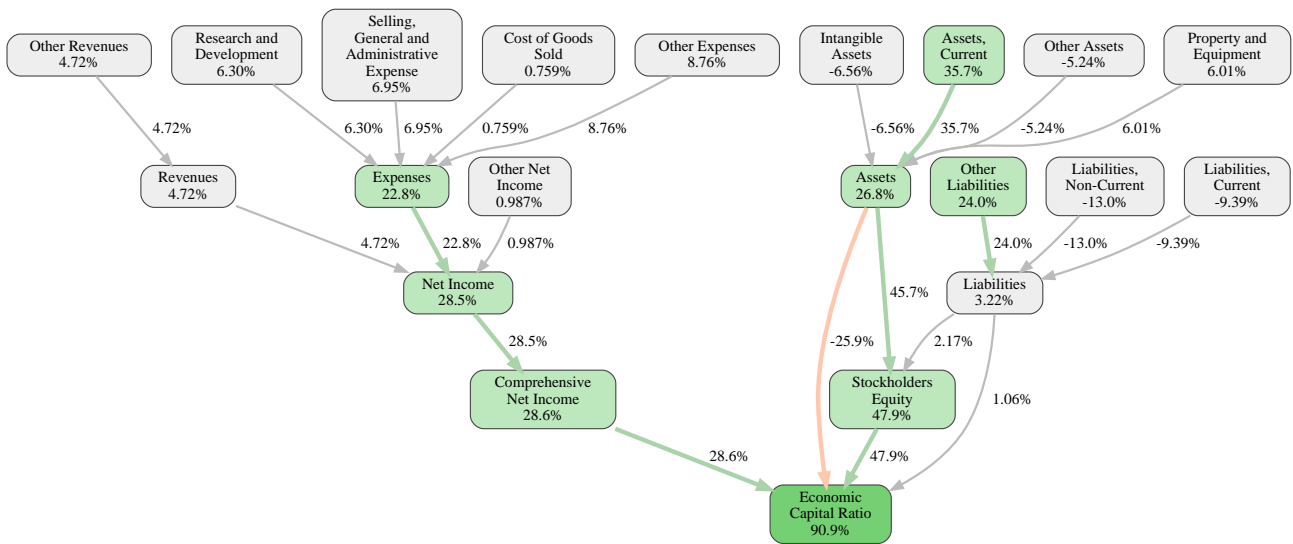 Other Revenues
4.72%
Research and
Development
6.30%
Selling,
General and
Administrative
Expense
6.95%
Cost of Goods
Sold
0.759%
Other Expenses
8.76%
Intangible
Assets
-6.56%
Assets,
Current
35.7%
Other Assets
-5.24%
Property and
Equipment
6.01%
4.72%
6.30%
6.95%
0.759%
8.76%
-6.56%
35.7%
-5.24%
6.01%
Revenues
4.72%
Expenses
22.8%
Other Net
Income
0.987%
Assets
26.8%
Other
Liabilities
24.0%
Liabilities,
Non-Current
-13.0%
Liabilities,
Current
-9.39%
4.72%
22.8%
0.987%
24.0%
-13.0%
-9.39%
Net Income
28.5%
45.7%
Liabilities
3.22%
28.5%
-25.9%
2.17%
Comprehensive
Net Income
28.6%
Stockholders
Equity
47.9%
1.06%
28.6%
47.9%
Economic
Capital Ratio
90.9%